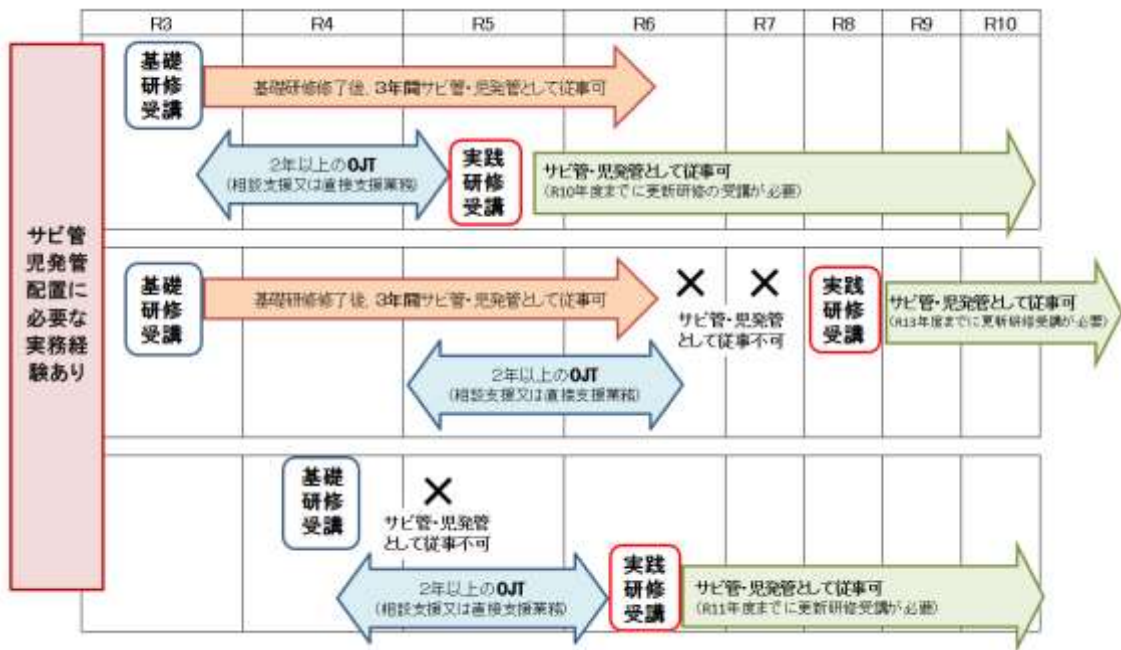 R3 R4 R5 R6 R7 R8 R9 R10
サビ管
児発管
配置に
必要な
実務経
験あり
基礎
研修
受講
基礎研修修了後、3年間サビ管・児発管として従事可
2年以上のOJT
(相談支援又は直接支援業務)
実践
研修
受講
サビ管・児発管として従事可
(R10年度までに更新研修の受講が必要)
基礎
研修
受講
基礎研修修了後、3年間サビ管・児発管として従事可
サビ管・児発管
として従事不可
2年以上のOJT
(相談支援又は直接支援業務)
実践
研修
受講
サビ管・児発管として従事可
(R13年度までに更新研修受講が必要)
基礎
研修
受講
サビ管・児発管
として従事不可
2年以上のOJT
(相談支援又は直接支援業務)
実践
研修
受講
サビ管・児発管として従事可
(R11年度までに更新研修受講が必要)